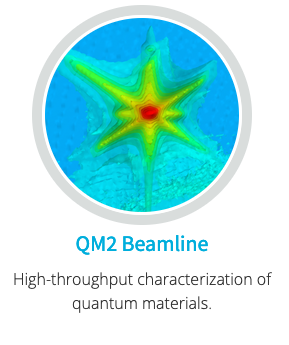 QM2 Beamline
High-throughput characterization of
quantum materials.